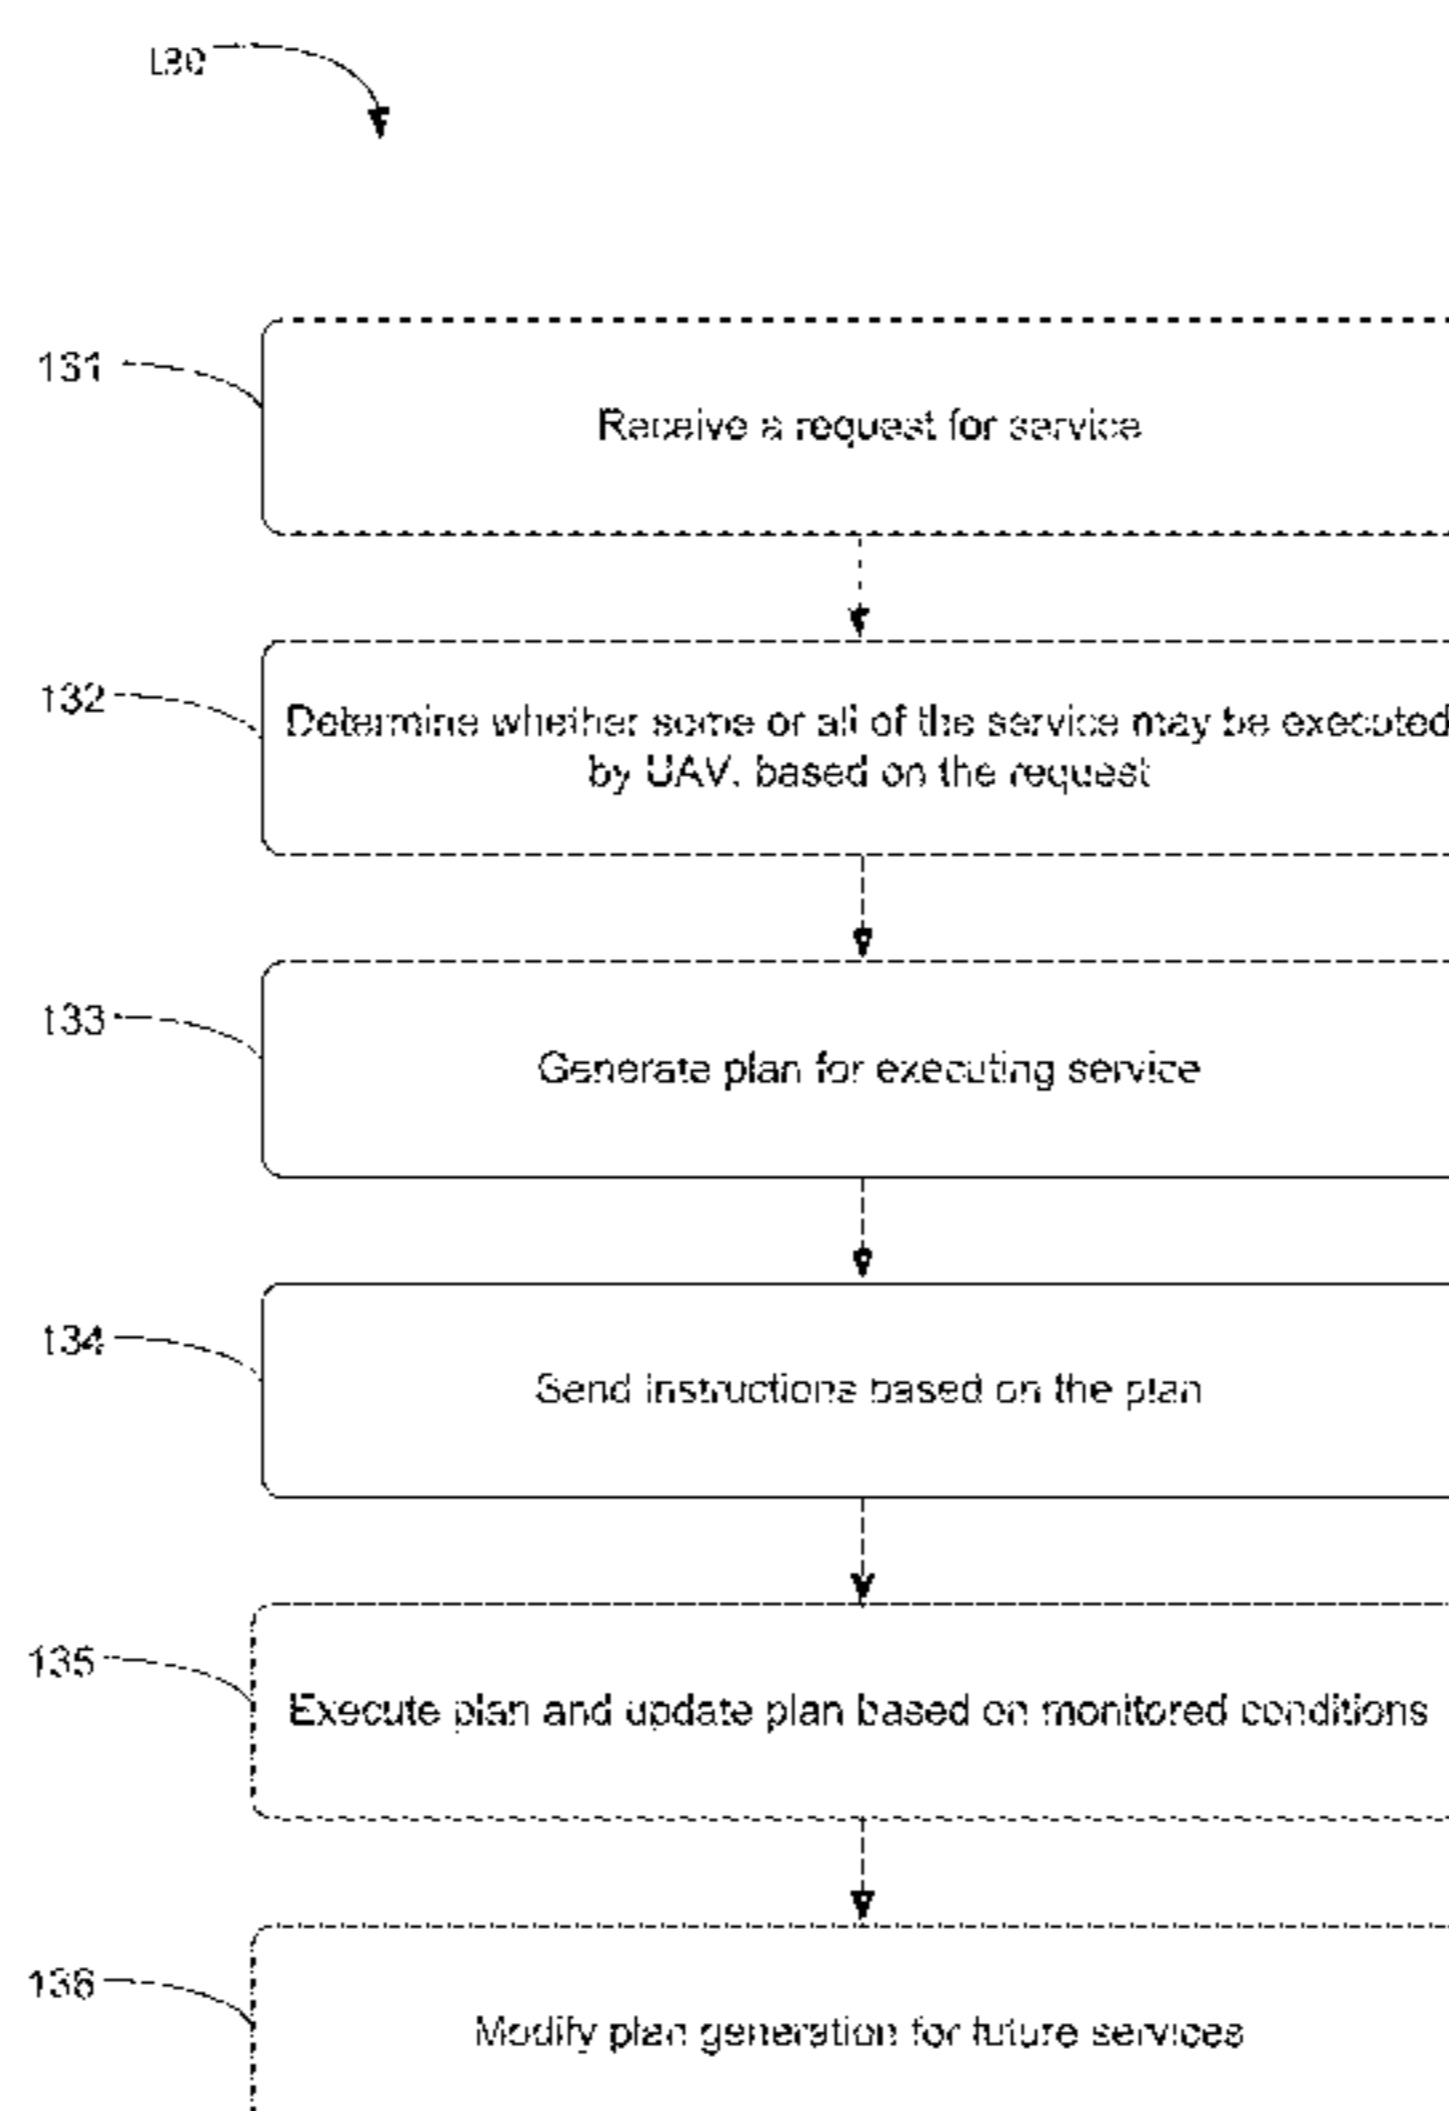 130
131
Receive a request for service
132
Determine whether some or all of the service may be executed
by UAV, based on the request
133
Generate plan for executing service
134
Send instructions based on the plan
135
Execute plan and update plan based on monitored conditions
136
Modify plan generation for future services